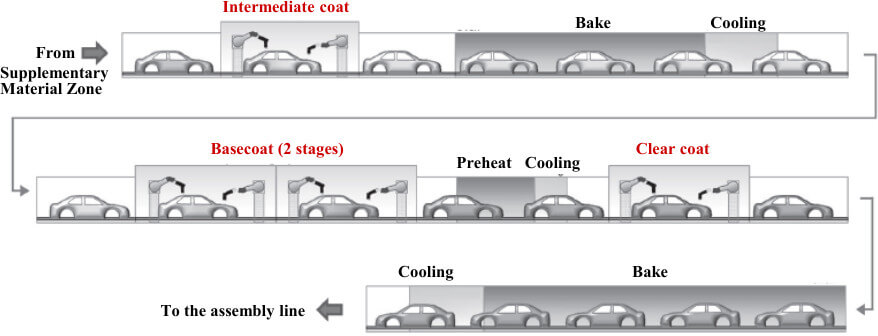 Intermediate coat
Bake
Cooling
From
Supplementary
Material Zone
Basecoat (2 stages)
Preheat
Cooling
Clear coat
Cooling
Bake
To the assembly line